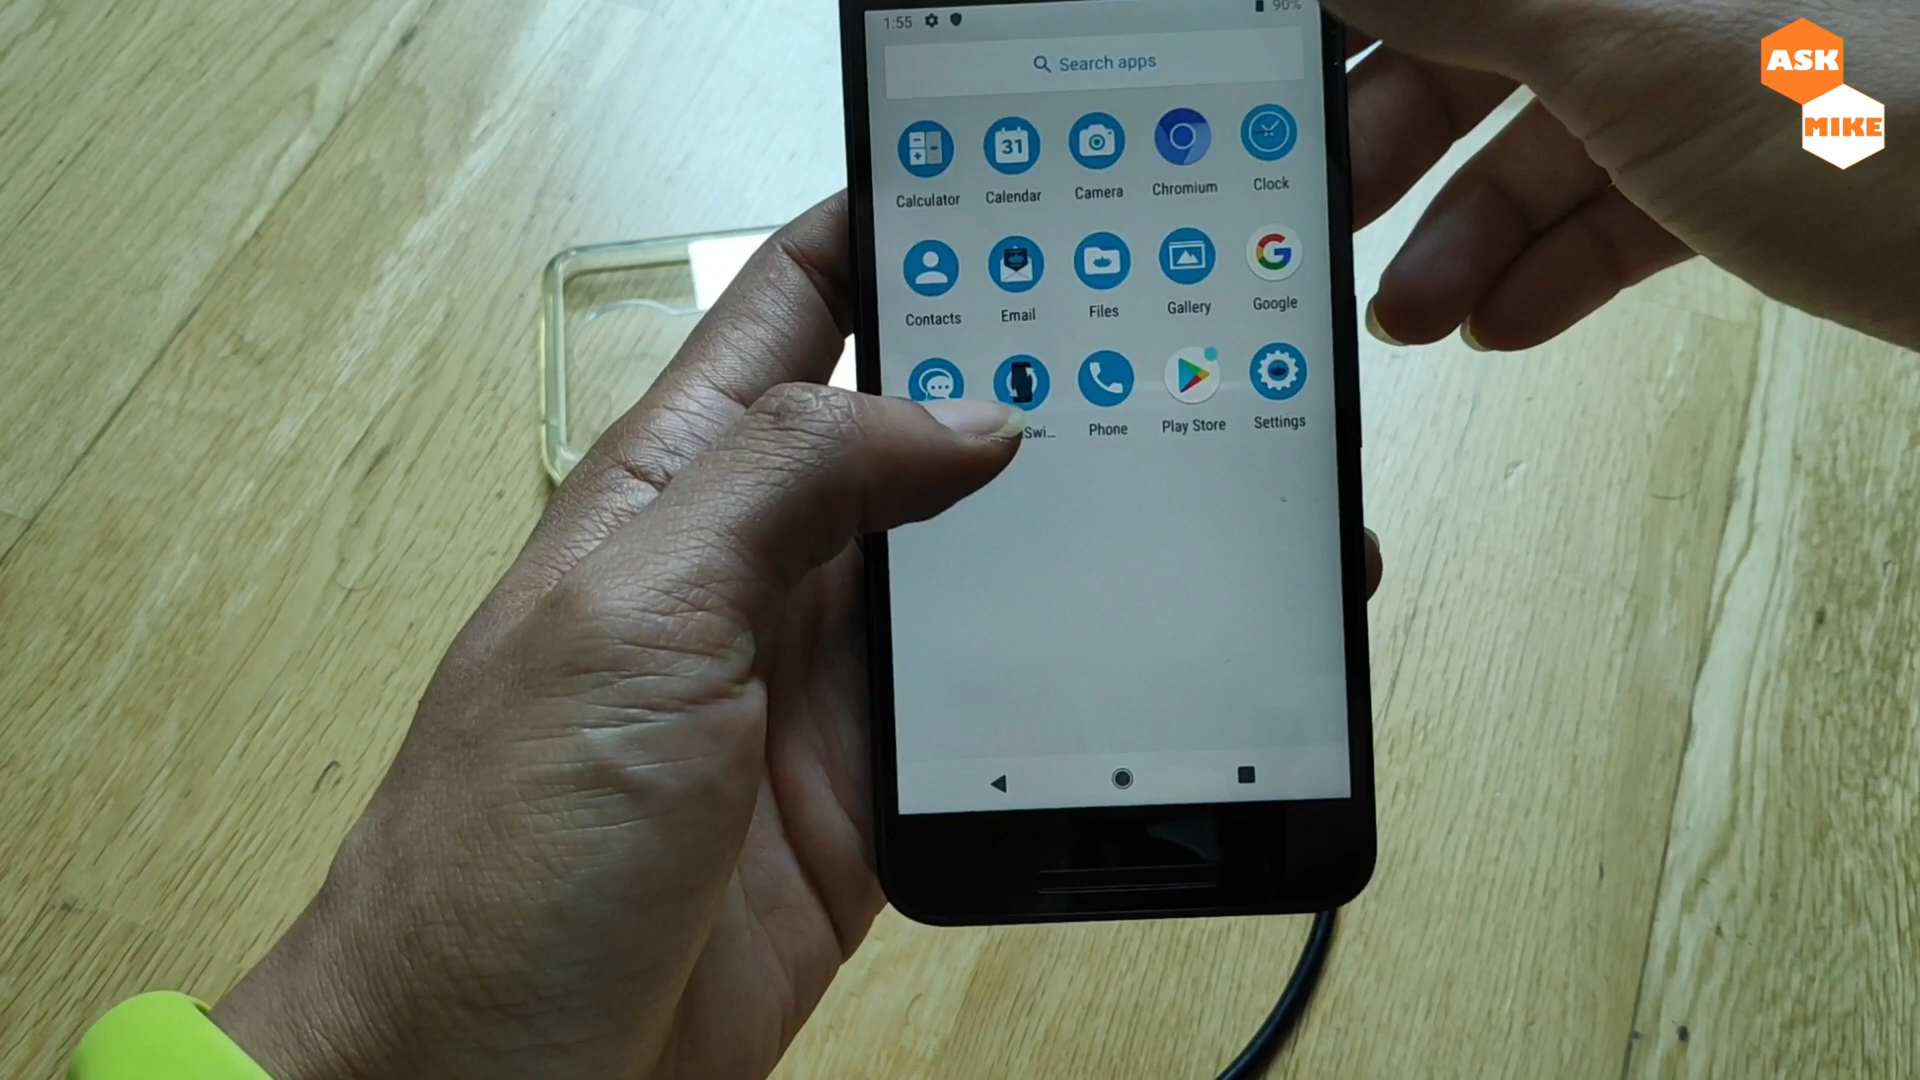 1:55
90%
Search apps
ASK
MIKE
31
Calculator
Calendar
Camera
Chromium
Clock
Contacts
Email
Files
Gallery
Google
Swi...
Phone
Play Store
Settings